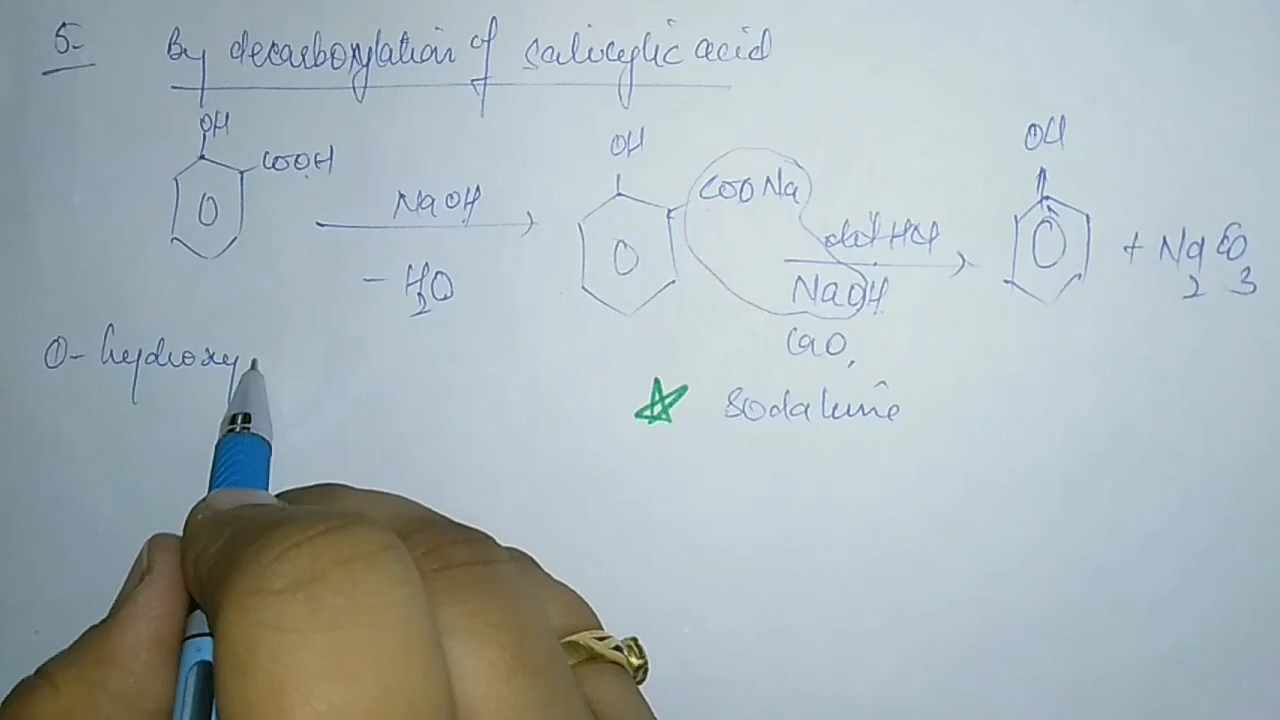 5- By decarboxylation of salicylic acid
OH
COOH
NaOH
- H2O
OH
COONa
dil HCl
NaOH
CaO,
sodalime
OH
+ Na2CO3
O- hydroxy